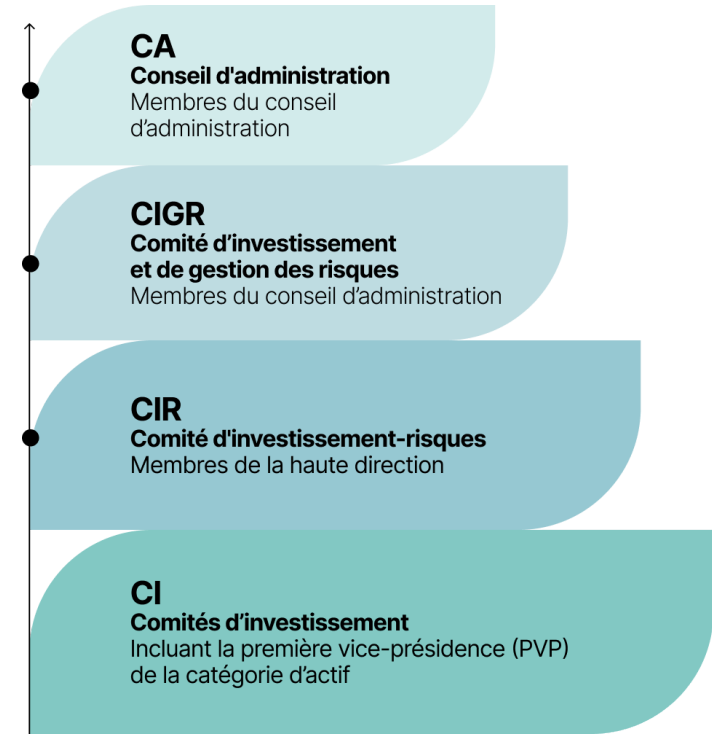 CA
Conseil d'administration
Membres du conseil
d’administration
CIGR
Comité d’investissement
et de gestion des risques
Membres du conseil d’administration
CIR
Comité d'investissement-risques
Membres de la haute direction
CI
Comités d’investissement
Incluant la première vice-présidence (PVP)
de la catégorie d’actif